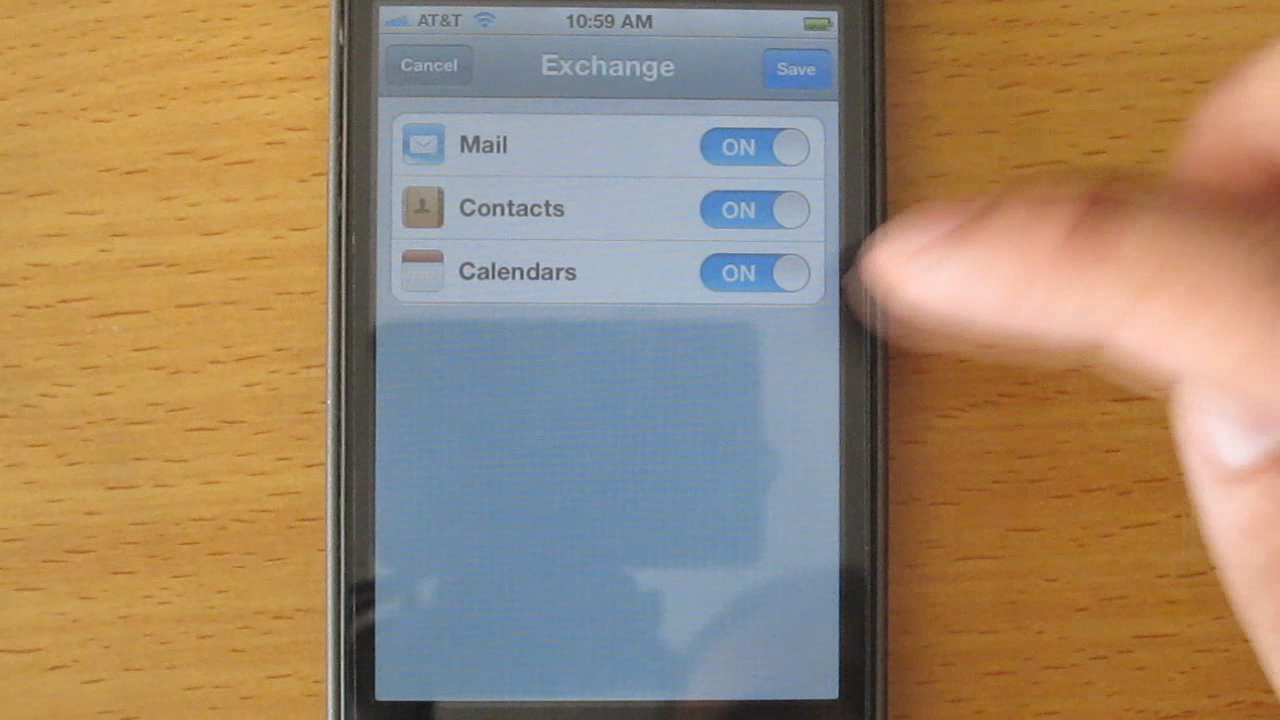 AT&T 10:59 AM
Cancel Exchange Save
Mail ON
Contacts ON
Calendars ON